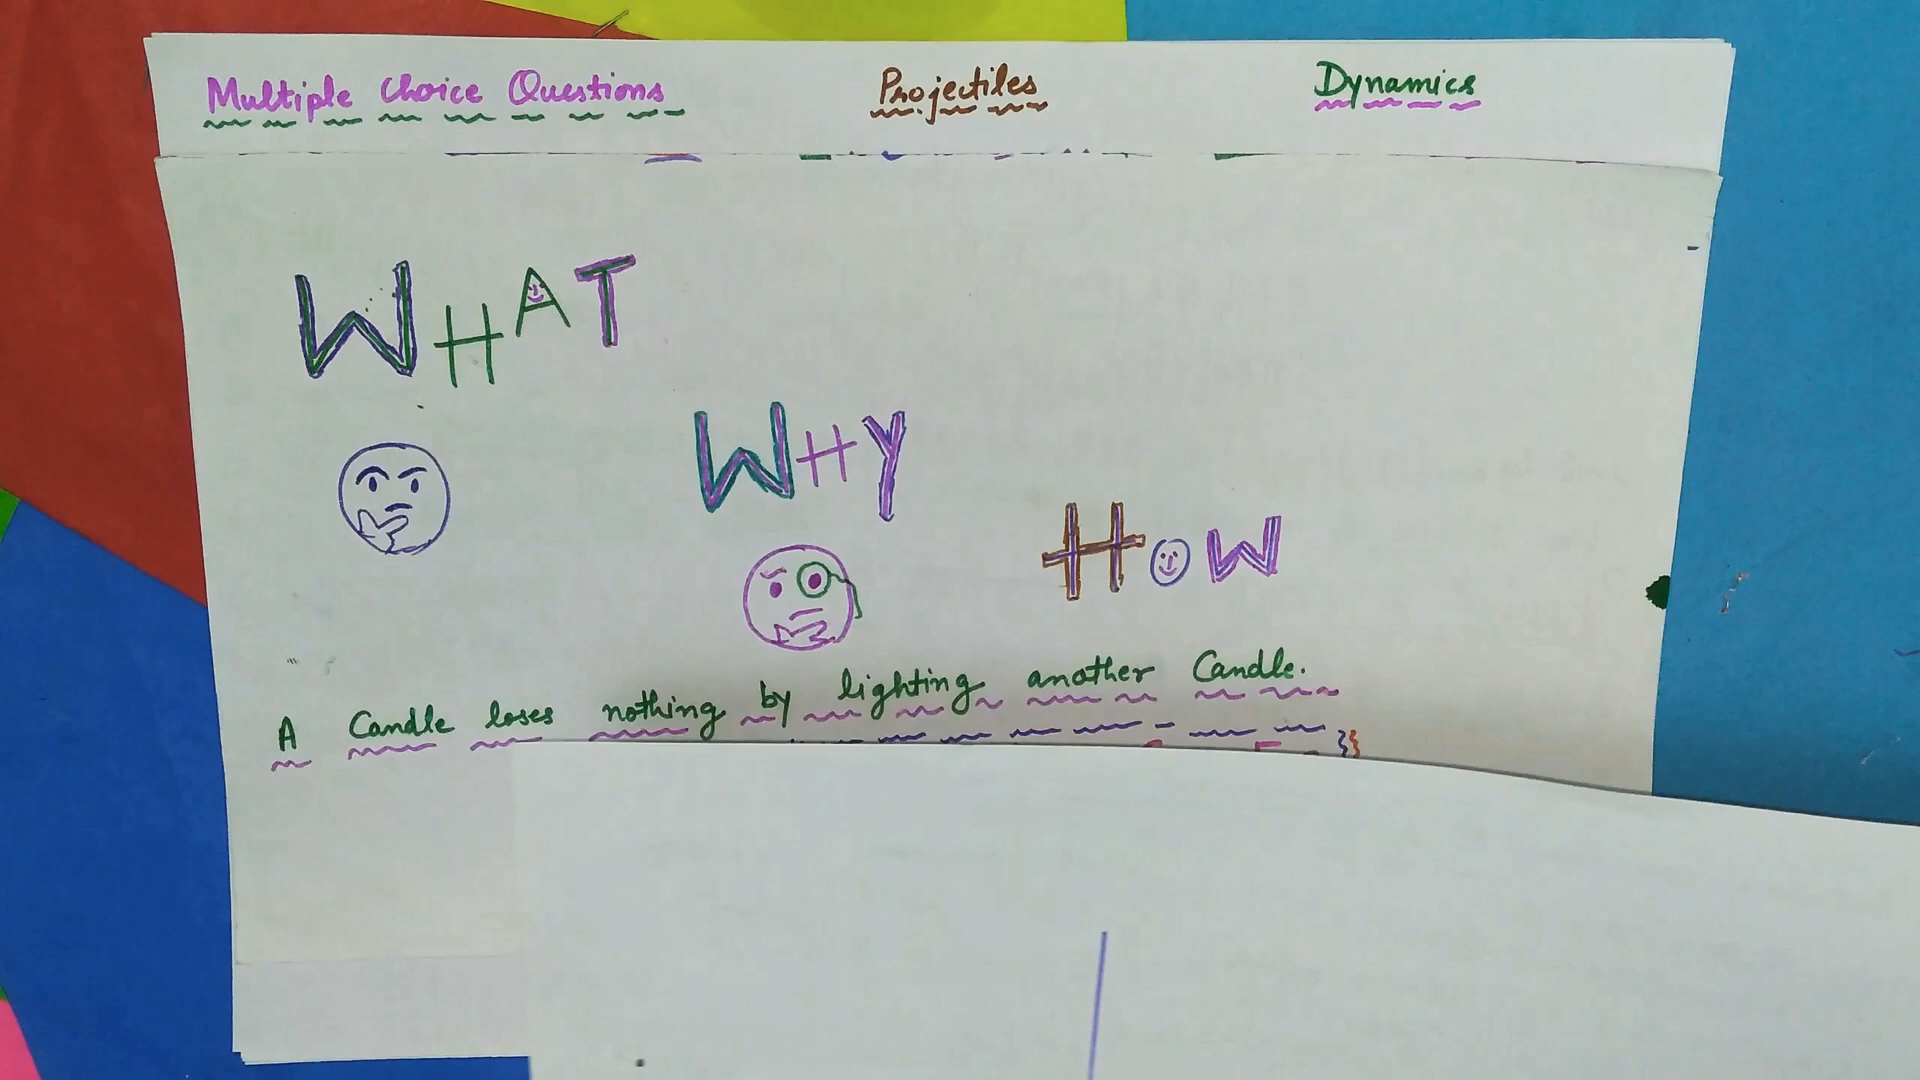 Multiple Choice Questions Projectiles Dynamics
WHAT
WHY
HOW
A Candle loses nothing by lighting another Candle.